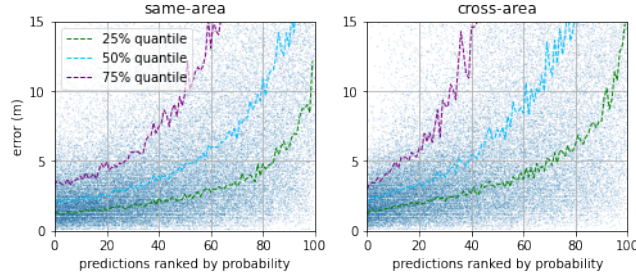 same-area
cross-area
15
10
5
0
error (m)
25% quantile
50% quantile
75% quantile
0 20 40 60 80 100
predictions ranked by probability
15
10
5
0
0 20 40 60 80 100
predictions ranked by probability